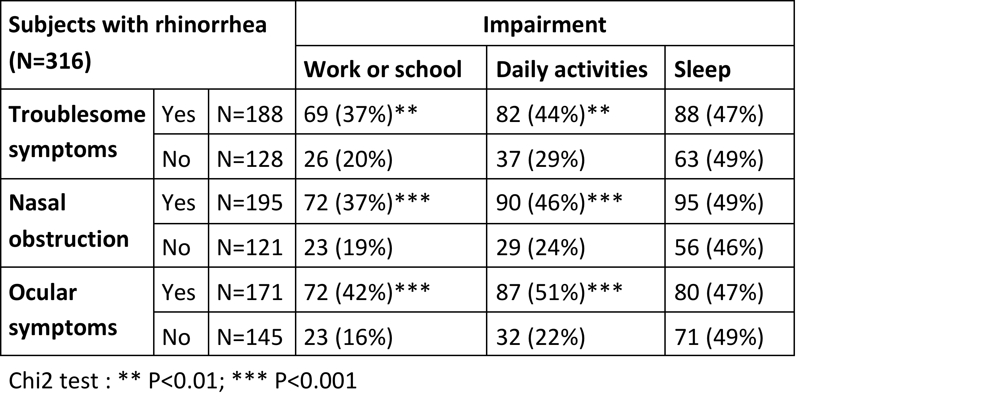 Subjects with rhinorrhea
(N=316)
Impairment
Work or school Daily activities Sleep
Troublesome
symptoms
Yes N=188 69 (37%)** 82 (44%)** 88 (47%)
No N=128 26 (20%) 37 (29%) 63 (49%)
Nasal
obstruction
Yes N=195 72 (37%)*** 90 (46%)*** 95 (49%)
No N=121 23 (19%) 29 (24%) 56 (46%)
Ocular
symptoms
Yes N=171 72 (42%)*** 87 (51%)*** 80 (47%)
No N=145 23 (16%) 32 (22%) 71 (49%)
Chi2 test : ** P<0.01; *** P<0.001